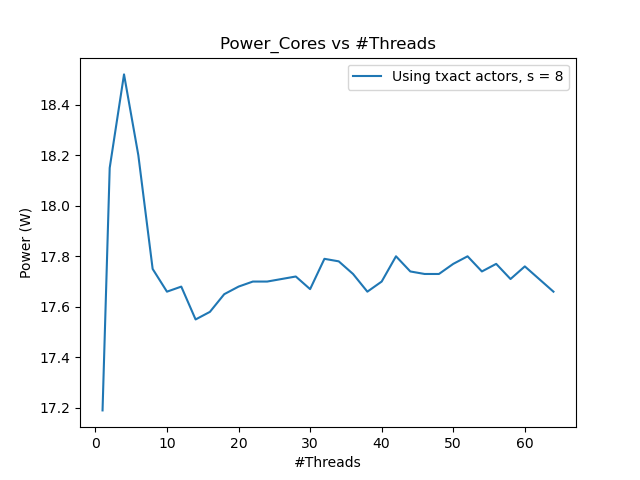 Power_Cores vs #Threads
Using txact actors, s = 8
Power (W)
18.4
18.2
18.0
17.8
17.6
17.4
17.2
0 10 20 30 40 50 60
#Threads